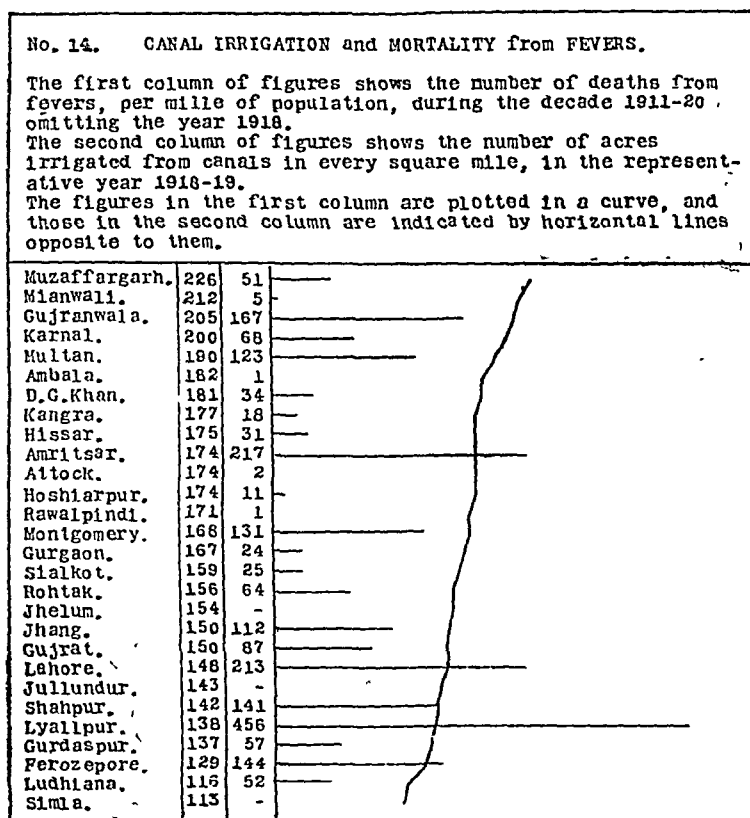 No. 14. CANAL IRRIGATION and MORTALITY from FEVERS.
The first column of figures shows the number of deaths from
fevers, per mille of population, during the decade 1911-20
omitting the year 1918.
The second column of figures shows the number of acres
irrigated from canals in every square mile, in the represent-
ative year 1918-19.
The figures in the first column are plotted in a curve, and
those in the second column are indicated by horizontal lines
opposite to them.
Muzaffargarh. 226 51
Mianwali. 212 5
Gujranwala. 205 167
Karnal. 200 68
Multan. 190 123
Ambala. 182 1
D.G.Khan. 181 34
Kangra. 177 18
Hissar. 175 31
Amritsar. 174 217
Attock. 174 2
Hoshiarpur. 174 11
Rawalpindi. 171 1
Montgomery. 168 131
Gurgaon. 167 24
Sialkot. 159 25
Rohtak. 156 64
Jhelum. 154 -
Jhang. 150 112
Gujrat. 150 87
Lahore. 148 213
Jullundur. 143 -
Shahpur. 142 141
Lyallpur. 138 456
Gurdaspur. 137 57
Ferozepore. 129 144
Ludhiana. 116 52
Simla. 113 -